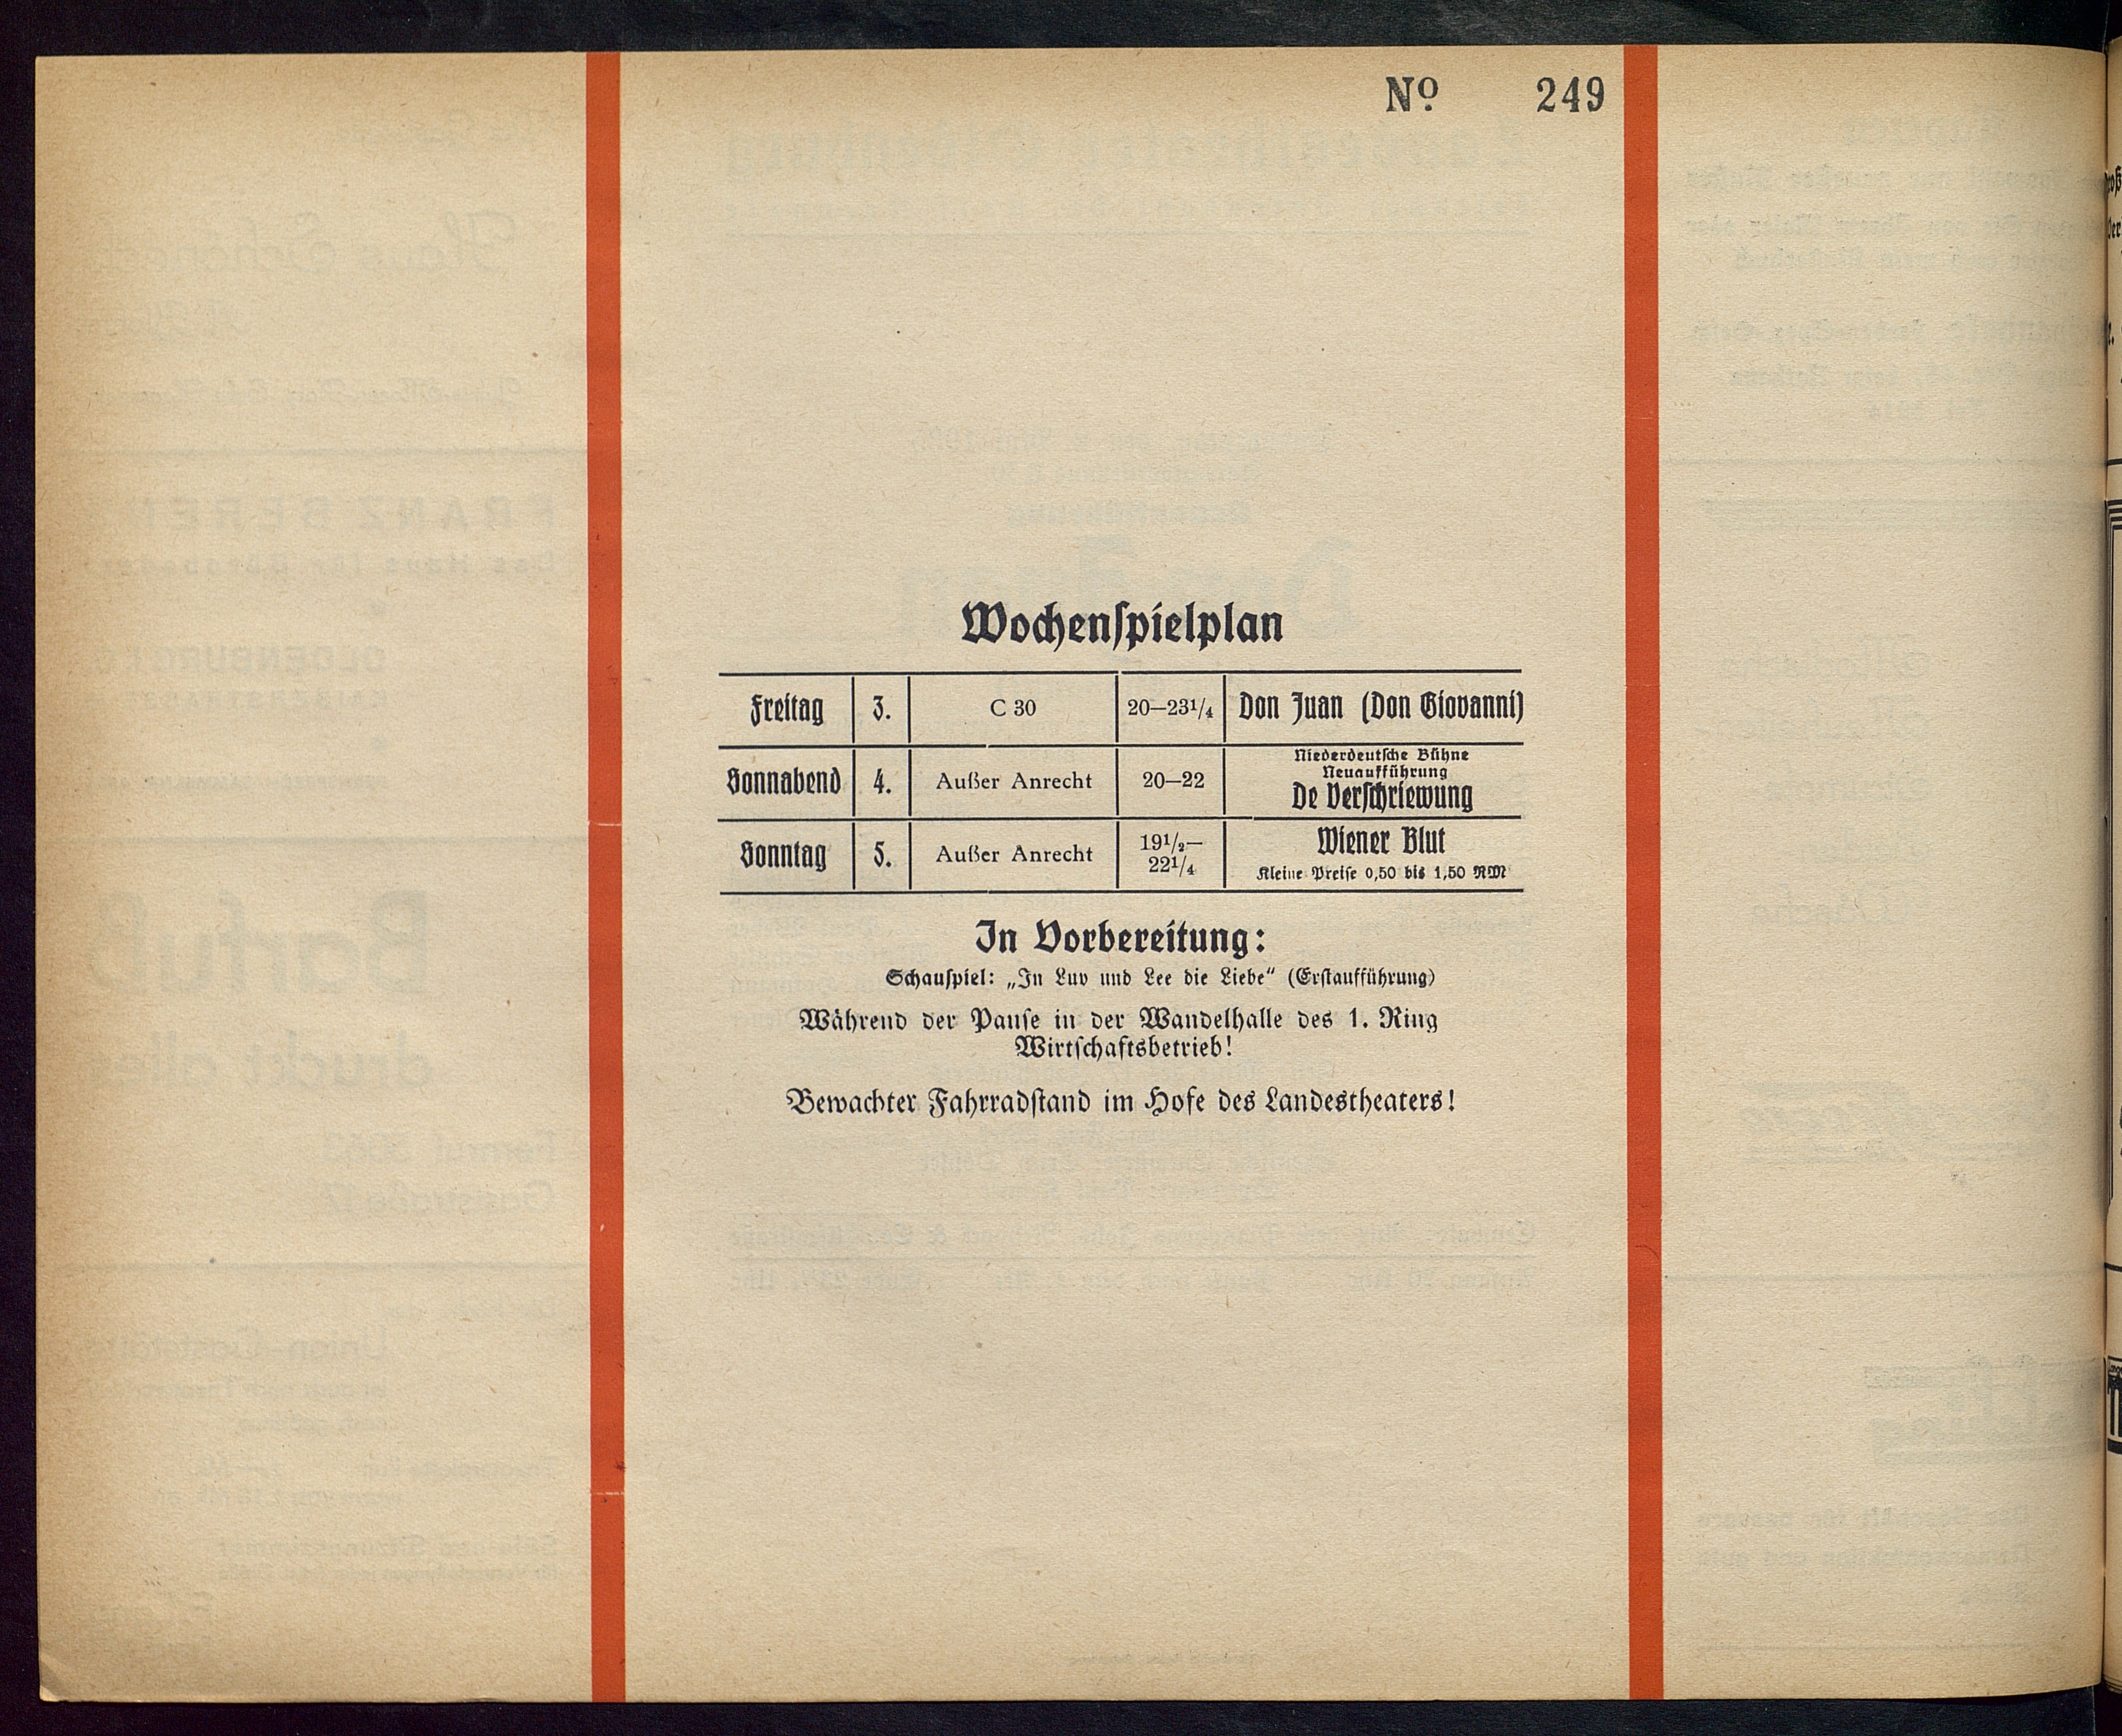 Nº 249
Wochenspielplan
Freitag 3. C 30 20—23¼ Don Juan (Don Giovanni)
Sonnabend 4. Außer Anrecht 20—22 Niederdeutsche Bühne
Neuaufführung
De Verschriewung
Sonntag 5. Außer Anrecht 19½—
22¼ Wiener Blut
Kleine Preise 0,50 bis 1,50 RM
In Vorbereitung:
Schauspiel: „In Luv und Lee die Liebe“ (Erstaufführung)
Während der Pause in der Wandelhalle des 1. Ring
Wirtschaftsbetrieb!
Bewachter Fahrradstand im Hofe des Landestheaters!